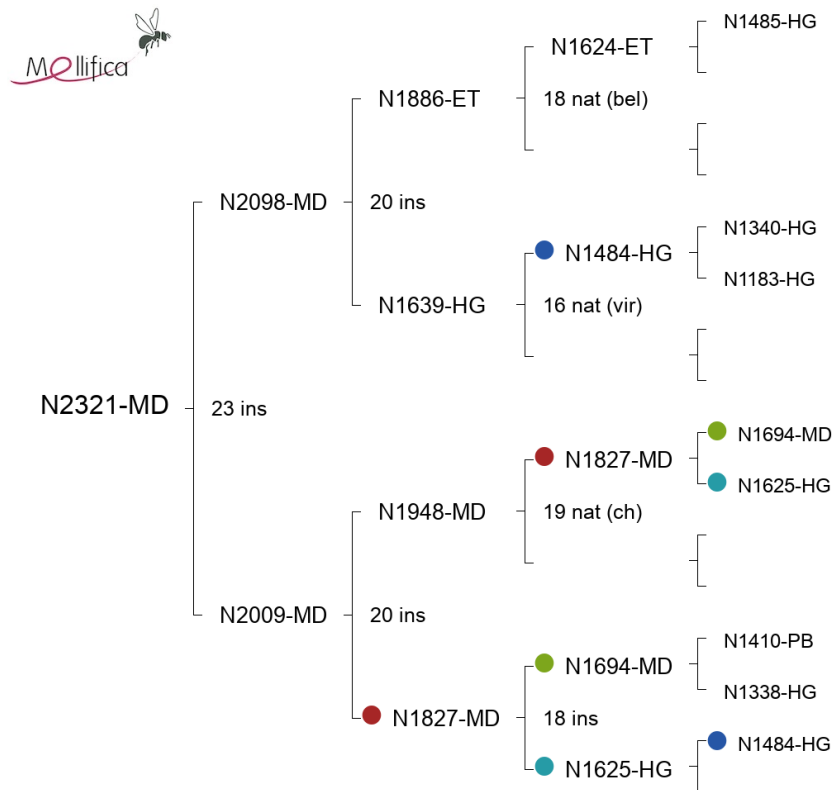 Mellifica
N1485-HG
N1624-ET
N1886-ET
18 nat (bel)
N2098-MD
20 ins
N1340-HG
N1484-HG
N1183-HG
N1639-HG
16 nat (vir)
N2321-MD
23 ins
N1694-MD
N1827-MD
N1625-HG
N1948-MD
19 nat (ch)
N2009-MD
20 ins
N1410-PB
N1694-MD
N1338-HG
N1827-MD
18 ins
N1484-HG
N1625-HG